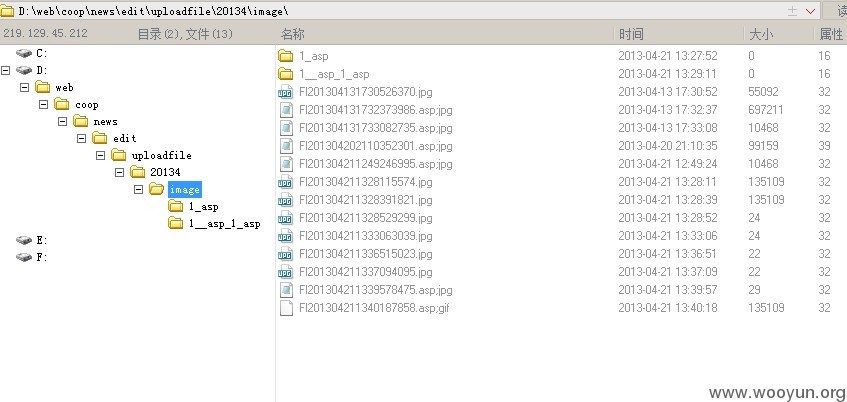 D:\web\coop\news\edit\uploadfile\20134\image\ 读
219.129.45.212 目录(2),文件(13) 名称 时间 大小 属性
C:
D:
web
coop
news
edit
uploadfile
20134
image
1_asp
1__asp_1_asp
E:
F:
1_asp 2013-04-21 13:27:52 0 16
1__asp_1_asp 2013-04-21 13:29:11 0 16
FI201304131730526370.jpg 2013-04-13 17:30:52 55092 32
FI201304131732373986.asp;jpg 2013-04-13 17:32:37 697211 32
FI201304131733082735.asp;jpg 2013-04-13 17:33:08 10468 32
FI201304202110352301.asp;jpg 2013-04-20 21:10:35 99159 39
FI201304211249246995.asp;jpg 2013-04-21 12:49:24 10468 32
FI201304211328115574.jpg 2013-04-21 13:28:11 135109 32
FI201304211328391821.jpg 2013-04-21 13:28:39 135109 32
FI201304211328529299.jpg 2013-04-21 13:28:52 24 32
FI201304211333063039.jpg 2013-04-21 13:33:06 24 32
FI201304211336515023.jpg 2013-04-21 13:36:51 22 32
FI201304211337094095.jpg 2013-04-21 13:37:09 22 32
FI201304211339578475.asp;jpg 2013-04-21 13:39:57 29 32
FI201304211340187858.asp;gif 2013-04-21 13:40:18 135109 32
www.wooyun.org